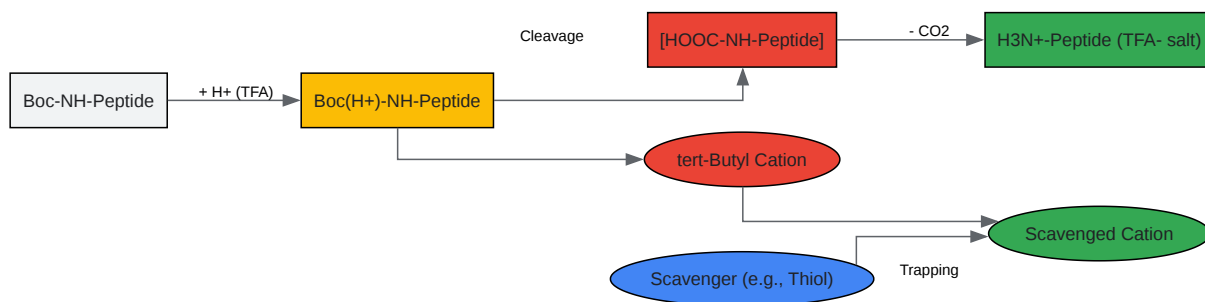 Cleavage
[HOOC-NH-Peptide]
- CO2
H3N+-Peptide (TFA- salt)
Boc-NH-Peptide
+ H+ (TFA)
Boc(H+)-NH-Peptide
tert-Butyl Cation
Scavenged Cation
Scavenger (e.g., Thiol)
Trapping